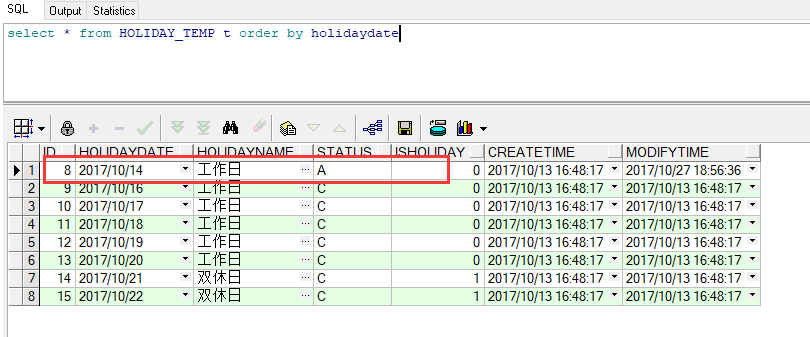 SQL Output Statistics
select * from HOLIDAY_TEMP t order by holidaydate
ID HOLIDAYDATE HOLIDAYNAME STATUS ISHOLIDAY CREATETIME MODIFYTIME
1 8 2017/10/14 工作日 A 0 2017/10/13 16:48:17 2017/10/27 18:56:36
2 9 2017/10/16 工作日 C 0 2017/10/13 16:48:17 2017/10/13 16:48:17
3 10 2017/10/17 工作日 C 0 2017/10/13 16:48:17 2017/10/13 16:48:17
4 11 2017/10/18 工作日 C 0 2017/10/13 16:48:17 2017/10/13 16:48:17
5 12 2017/10/19 工作日 C 0 2017/10/13 16:48:17 2017/10/13 16:48:17
6 13 2017/10/20 工作日 C 0 2017/10/13 16:48:17 2017/10/13 16:48:17
7 14 2017/10/21 双休日 C 1 2017/10/13 16:48:17 2017/10/13 16:48:17
8 15 2017/10/22 双休日 C 1 2017/10/13 16:48:17 2017/10/13 16:48:17